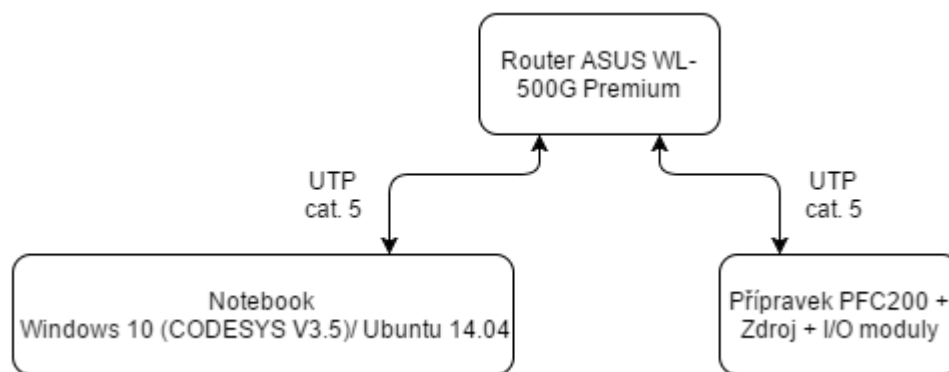 Router ASUS WL-
500G Premium
UTP
cat. 5
UTP
cat. 5
Notebook
Windows 10 (CODESYS V3.5)/ Ubuntu 14.04
Přípravek PFC200 +
Zdroj + I/O moduly